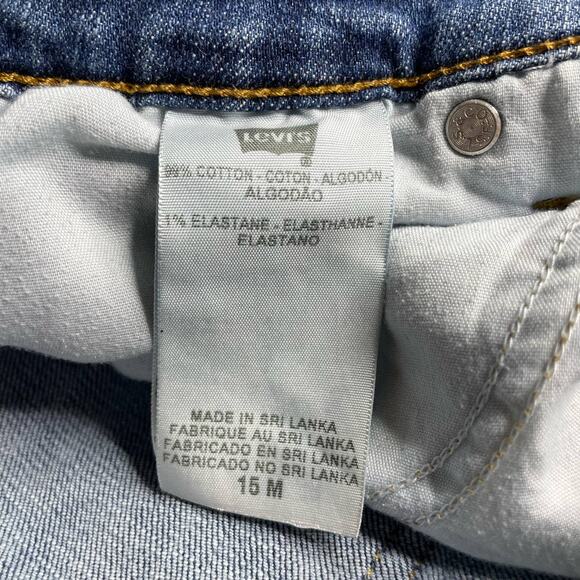 LEVI'S
®
99% COTTON - COTON - ALGODÓN -
ALGODÃO
1% ELASTANE - ELASTHANNE -
ELASTANO
MADE IN SRI LANKA
FABRIQUE AU SRI LANKA
FABRICADO EN SRI LANKA
FABRICADO NO SRI LANKA
15 M